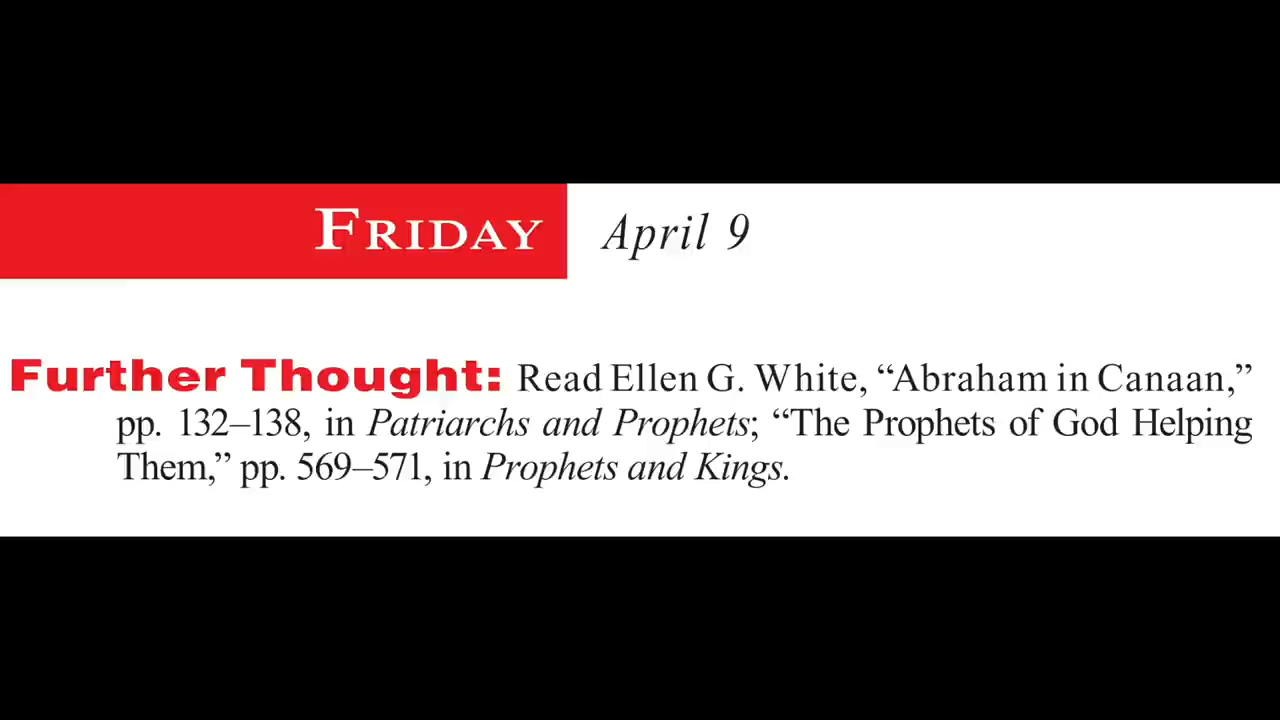 FRIDAY April 9
Further Thought: Read Ellen G. White, “Abraham in Canaan,”
pp. 132–138, in Patriarchs and Prophets; “The Prophets of God Helping
Them,” pp. 569–571, in Prophets and Kings.